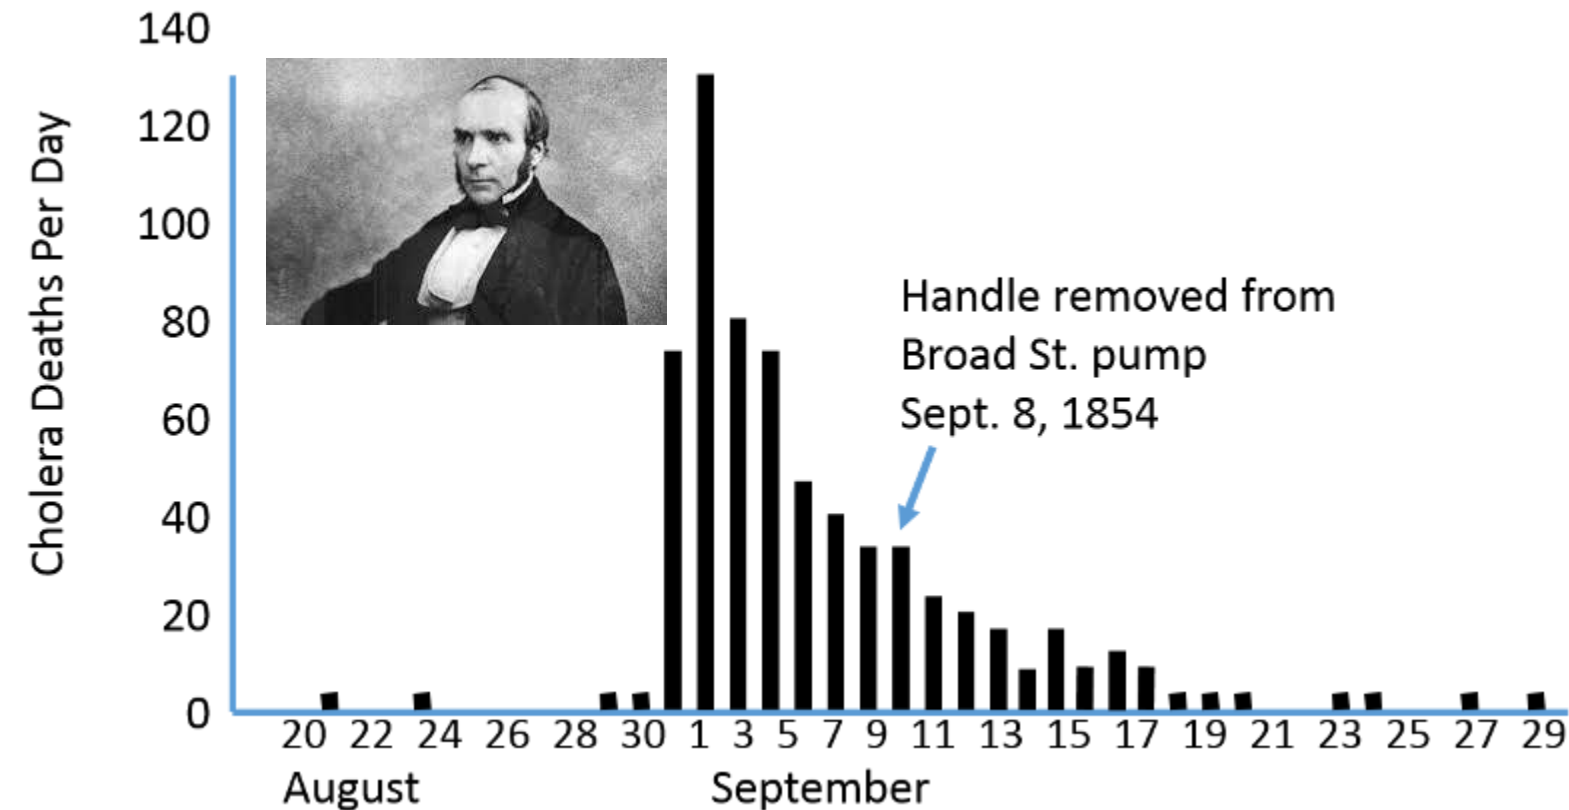 140
120
100
80
60
40
20
0
Cholera Deaths Per Day
Handle removed from
Broad St. pump
Sept. 8, 1854
20 22 24 26 28 30 1 3 5 7 9 11 13 15 17 19 21 23 25 27 29
August September